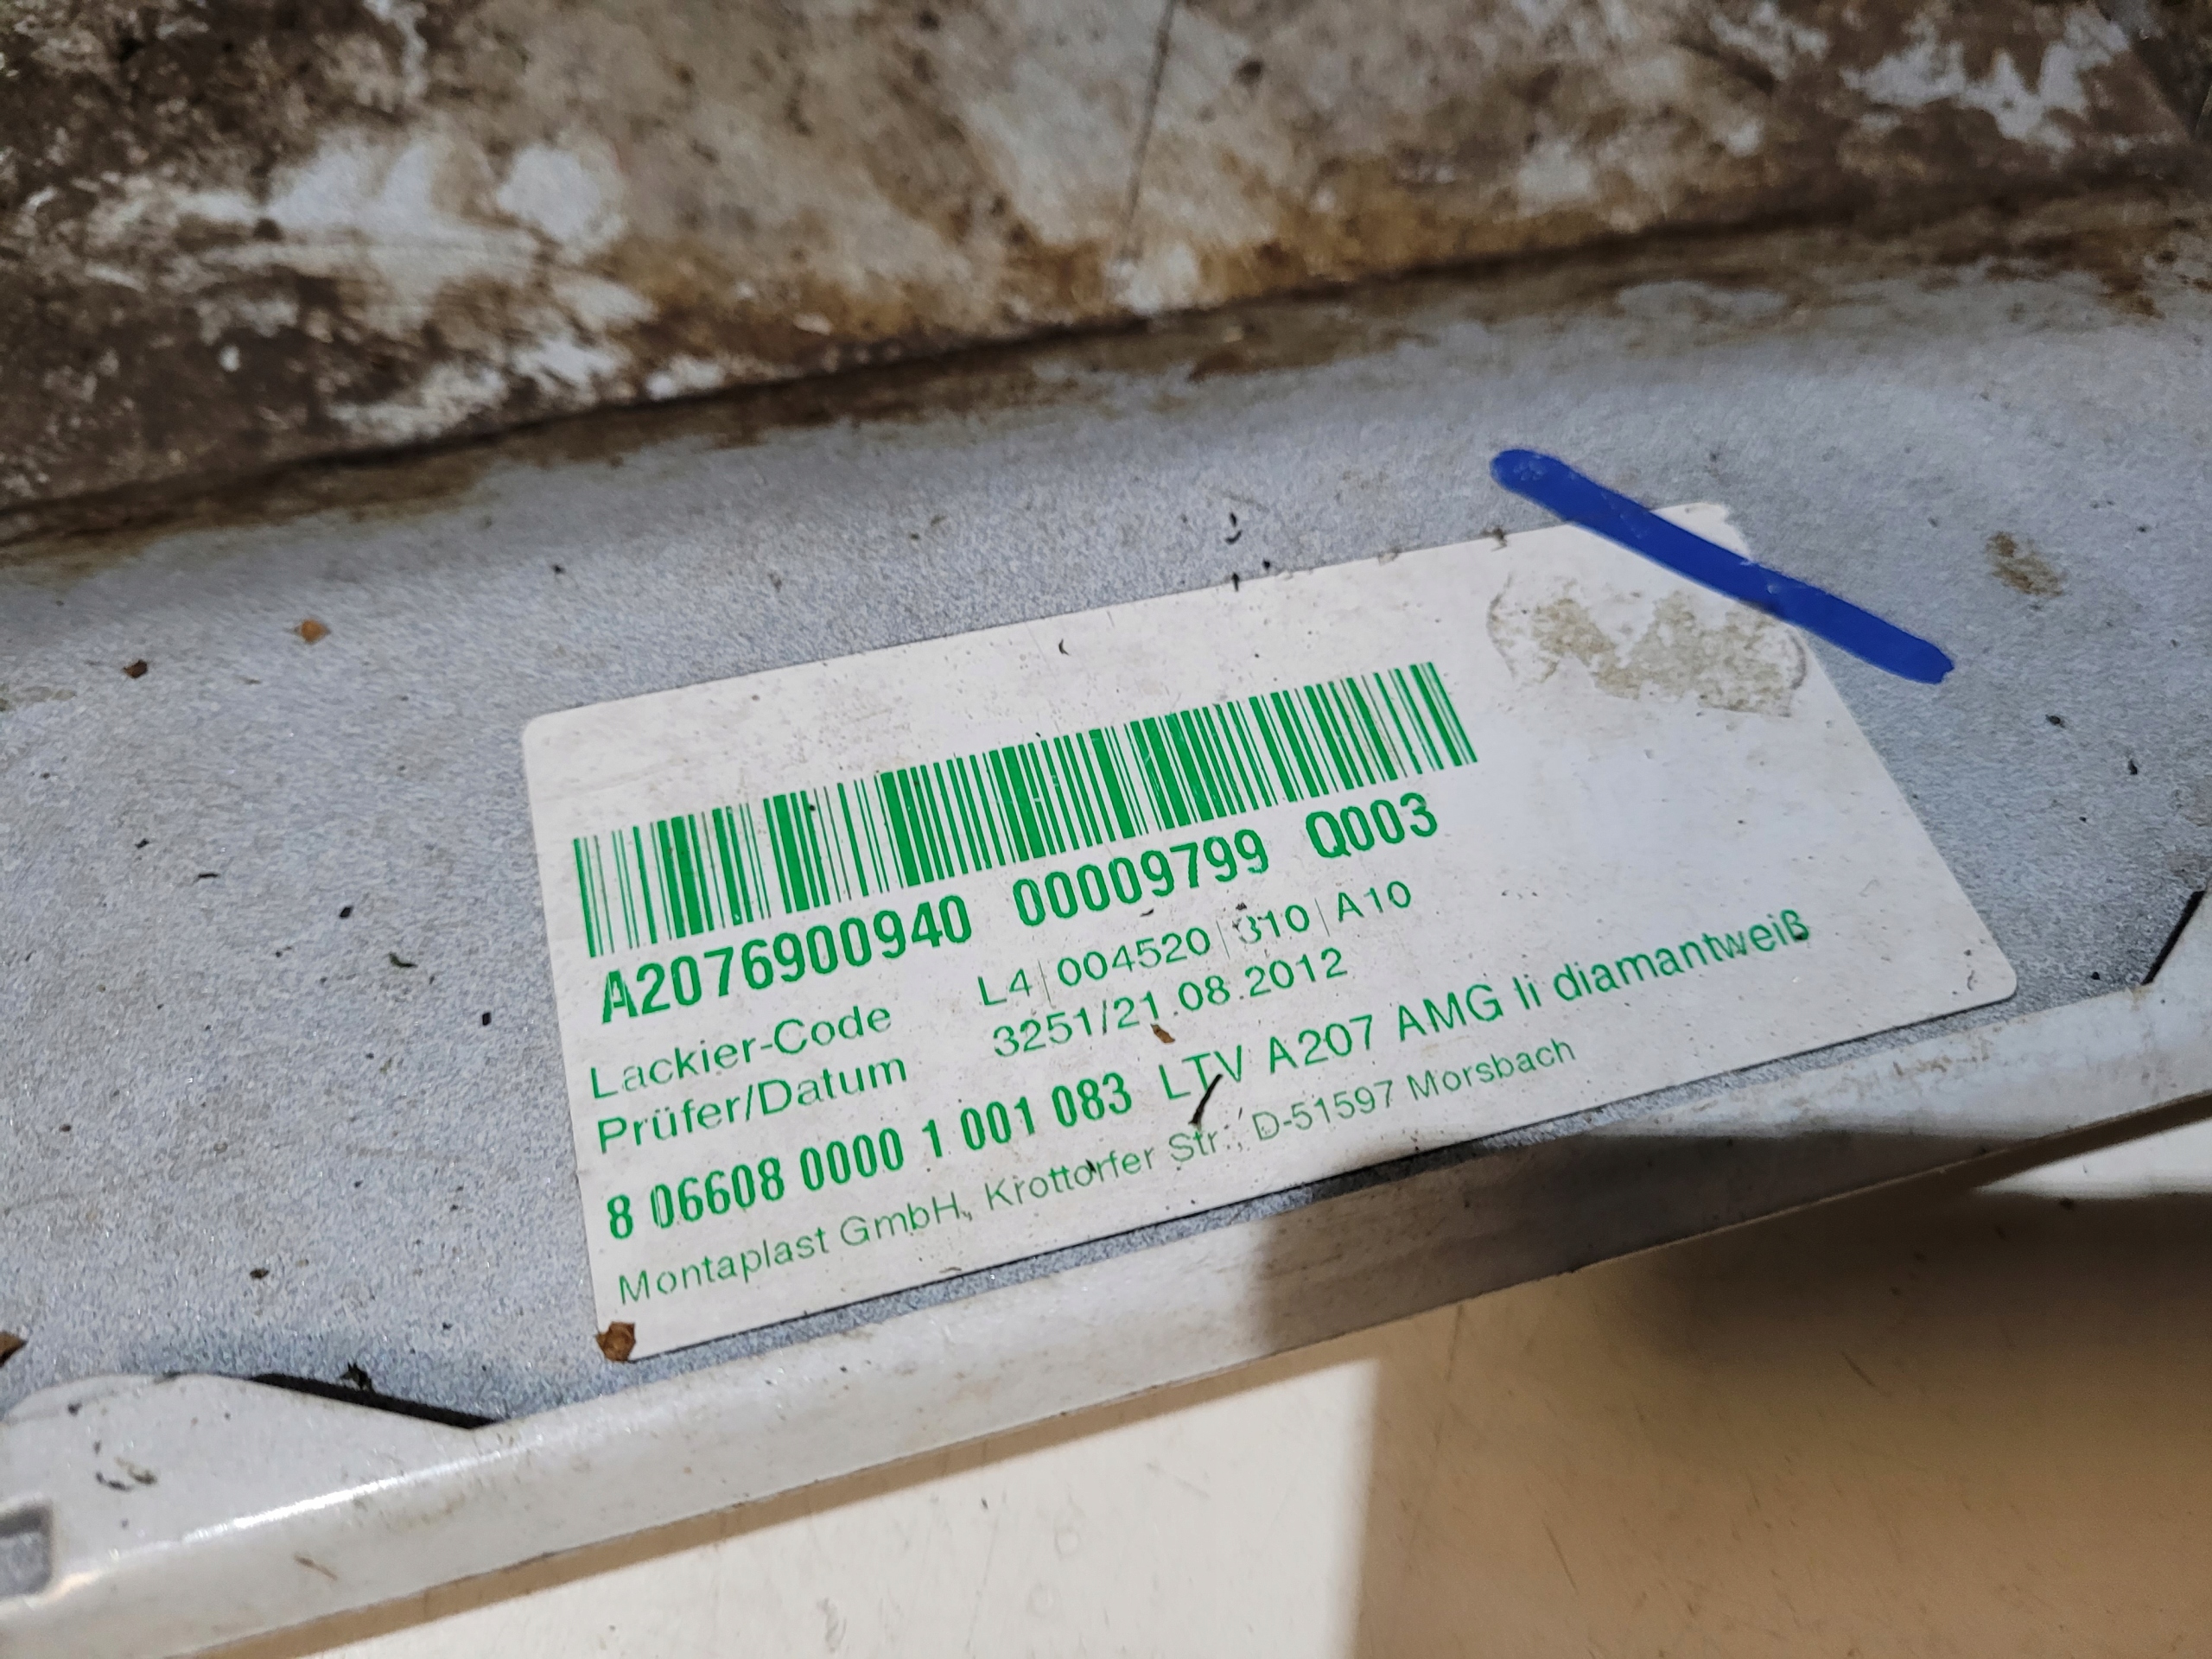 A2076900940 00009799 Q003
Lackier-Code L4|004520|310|A10
Prüfer/Datum 3251/21.08.2012
8 06608 0000 1 001 083 LTV A207 AMG li diamantweiß
Montaplast GmbH, Krottorfer Str., D-51597 Morsbach